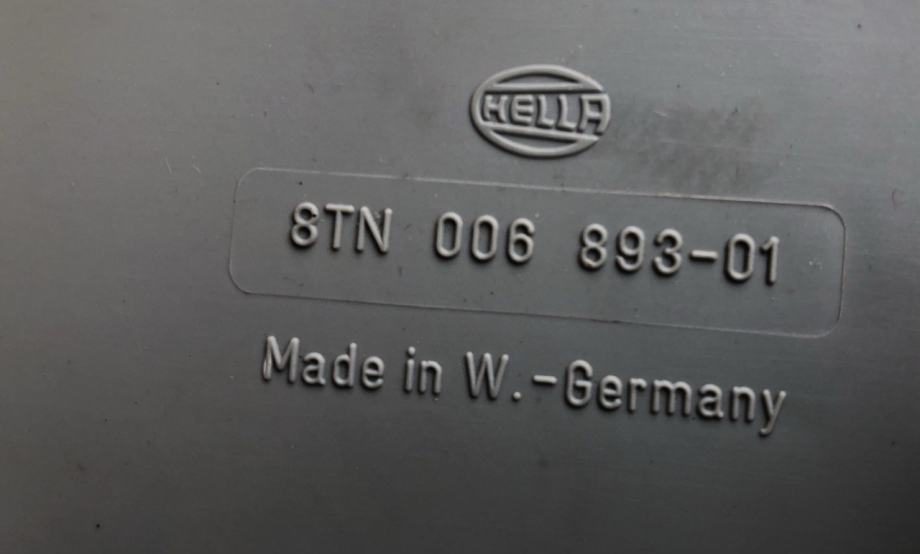 HELLA
8TN 006 893-01
Made in W.-Germany